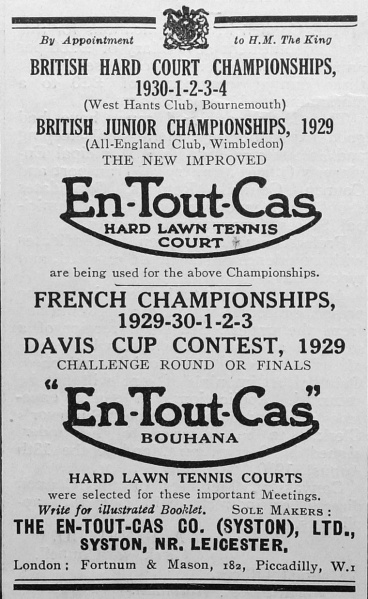 By Appointment to H.M. The King
BRITISH HARD COURT CHAMPIONSHIPS,
1930-1-2-3-4
(West Hants Club, Bournemouth)
BRITISH JUNIOR CHAMPIONSHIPS, 1929
(All-England Club, Wimbledon)
THE NEW IMPROVED
En-Tout-Cas
HARD LAWN TENNIS
COURT
are being used for the above Championships.
FRENCH CHAMPIONSHIPS,
1929-30-1-2-3
DAVIS CUP CONTEST, 1929
CHALLENGE ROUND OR FINALS
"En-Tout-Cas"
BOUHANA
HARD LAWN TENNIS COURTS
were selected for these important Meetings.
Write for illustrated Booklet. SOLE MAKERS:
THE EN-TOUT-CAS CO. (SYSTON), LTD.,
SYSTON, NR. LEICESTER.
London; Fortnum & Mason, 182, Piccadilly, W.1